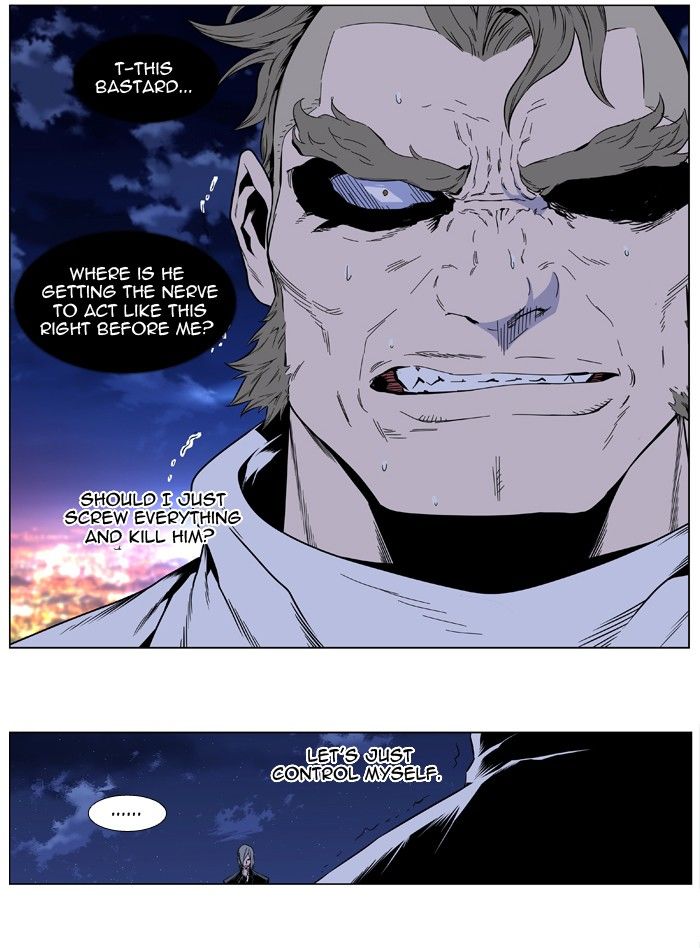 T-THIS
BASTARD...
WHERE IS HE
GETTING THE NERVE
TO ACT LIKE THIS
RIGHT BEFORE ME?
SHOULD I JUST
SCREW EVERYTHING
AND KILL HIM?
LET'S JUST
CONTROL MYSELF.
......